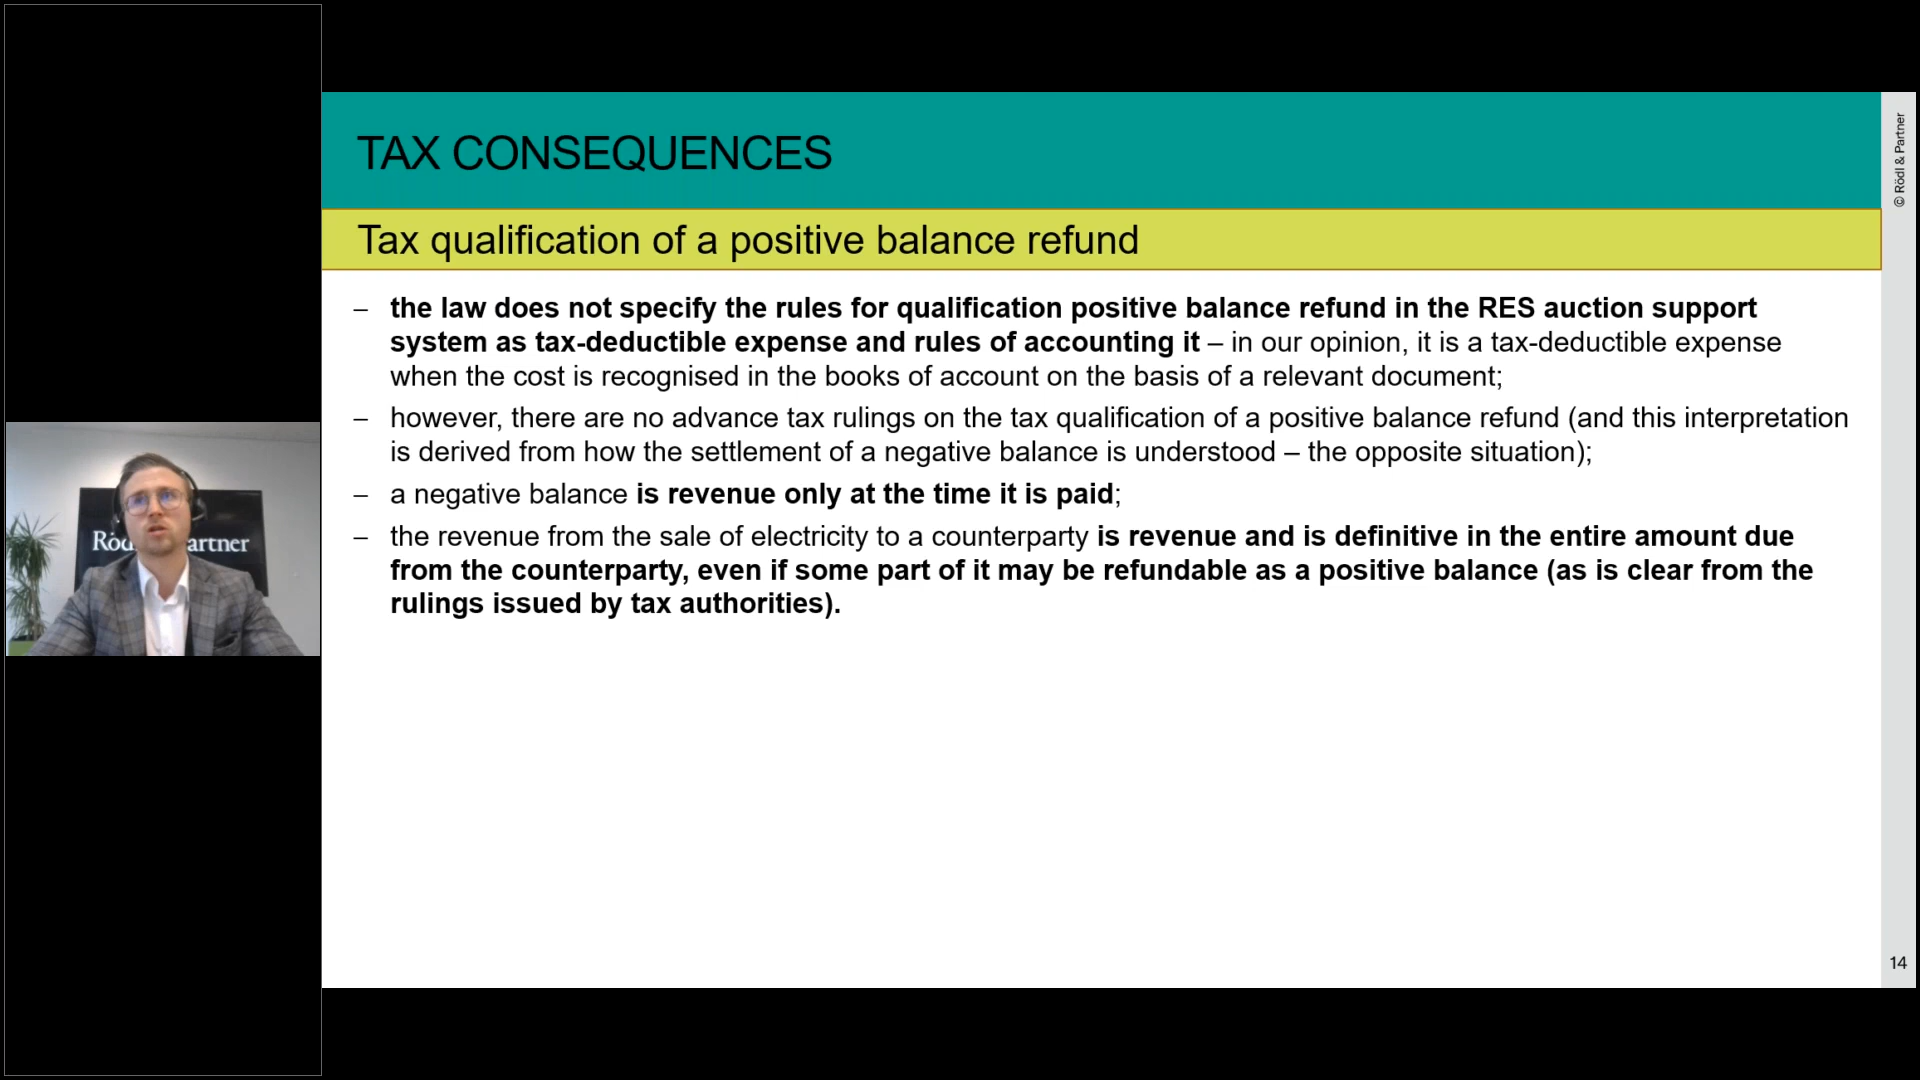 TAX CONSEQUENCES
© Rödl & Partner
Tax qualification of a positive balance refund
– the law does not specify the rules for qualification positive balance refund in the RES auction support
system as tax-deductible expense and rules of accounting it – in our opinion, it is a tax-deductible expense
when the cost is recognised in the books of account on the basis of a relevant document;
– however, there are no advance tax rulings on the tax qualification of a positive balance refund (and this interpretation
is derived from how the settlement of a negative balance is understood – the opposite situation);
– a negative balance is revenue only at the time it is paid;
– the revenue from the sale of electricity to a counterparty is revenue and is definitive in the entire amount due
from the counterparty, even if some part of it may be refundable as a positive balance (as is clear from the
rulings issued by tax authorities).
Röd artner
14